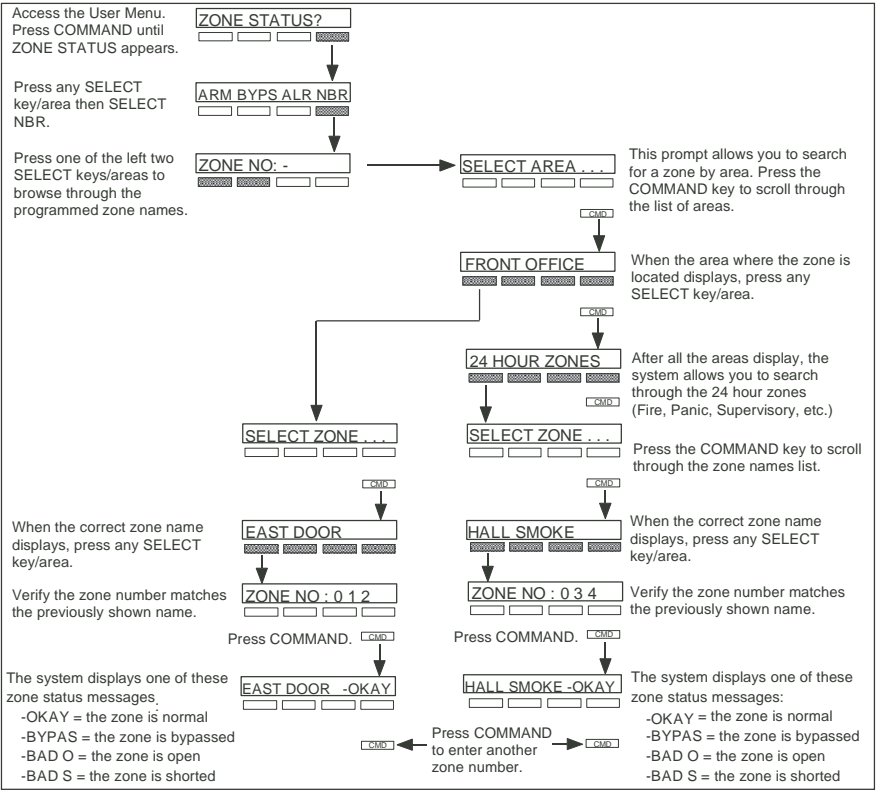 Access the User Menu.
Press COMMAND until
ZONE STATUS appears.
ZONE STATUS?
Press any SELECT
key/area then SELECT
NBR.
ARM BYPS ALR NBR
Press one of the left two
SELECT keys/areas to
browse through the
programmed zone names.
ZONE NO: -
SELECT AREA . . .
This prompt allows you to search
for a zone by area. Press the
COMMAND key to scroll through
the list of areas.
CMD
FRONT OFFICE
When the area where the zone is
located displays, press any
SELECT key/area.
CMD
24 HOUR ZONES
After all the areas display, the
system allows you to search
through the 24 hour zones
(Fire, Panic, Supervisory, etc.)
CMD
SELECT ZONE . . .
SELECT ZONE . . .
Press the COMMAND key to scroll
through the zone names list.
CMD
CMD
When the correct zone name
displays, press any SELECT
key/area.
EAST DOOR
HALL SMOKE
When the correct zone name
displays, press any SELECT
key/area.
Verify the zone number matches
the previously shown name.
ZONE NO : 0 1 2
ZONE NO : 0 3 4
Verify the zone number matches
the previously shown name.
Press COMMAND. CMD
Press COMMAND. CMD
The system displays one of these
zone status messages:
-OKAY = the zone is normal
-BYPAS = the zone is bypassed
-BAD O = the zone is open
-BAD S = the zone is shorted
EAST DOOR -OKAY
HALL SMOKE -OKAY
The system displays one of these
zone status messages:
-OKAY = the zone is normal
-BYPAS = the zone is bypassed
-BAD O = the zone is open
-BAD S = the zone is shorted
CMD
Press COMMAND
to enter another
zone number.
CMD